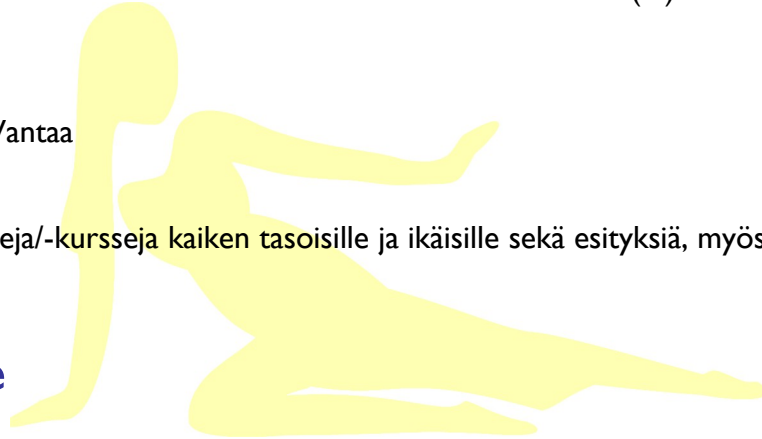 Vantaa
eja/-kursseja kaiken tasoisille ja ikäisille sekä esityksiä, myös
e